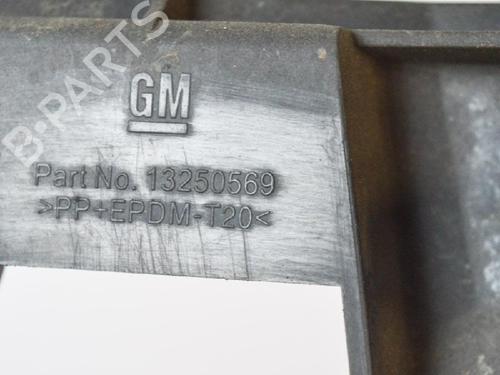 B-PARTS
GM
Part No. 13250569
>PP+EPDM-T20<